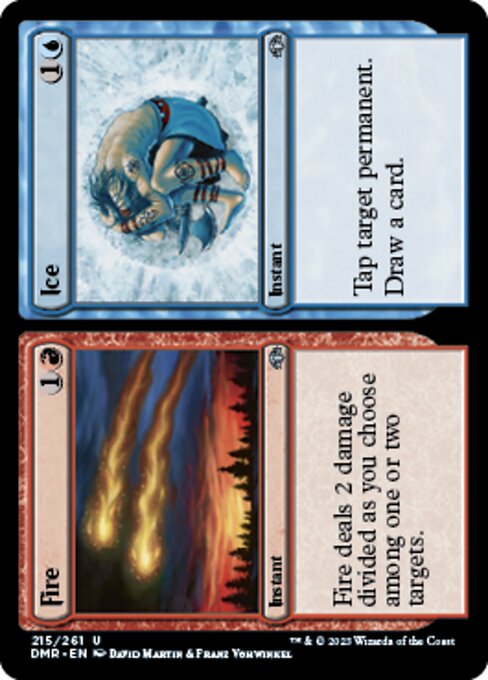 Ice 1
Instant
Tap target permanent.
Draw a card.
Fire 1
Instant
Fire deals 2 damage
divided as you choose
among one or two
targets.
215/261 U
DMR • EN David Martin & Franz Vohwinkel
™ & © 2023 Wizards of the Coast